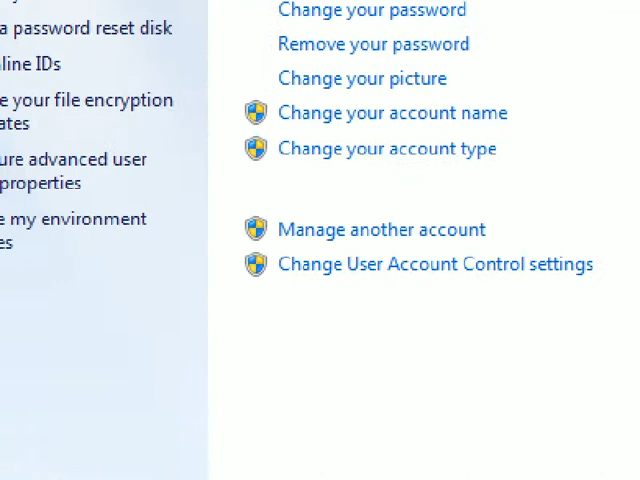 a password reset disk
line IDs
e your file encryption
ates
ure advanced user
properties
e my environment
es
Change your password
Remove your password
Change your picture
Change your account name
Change your account type
Manage another account
Change User Account Control settings